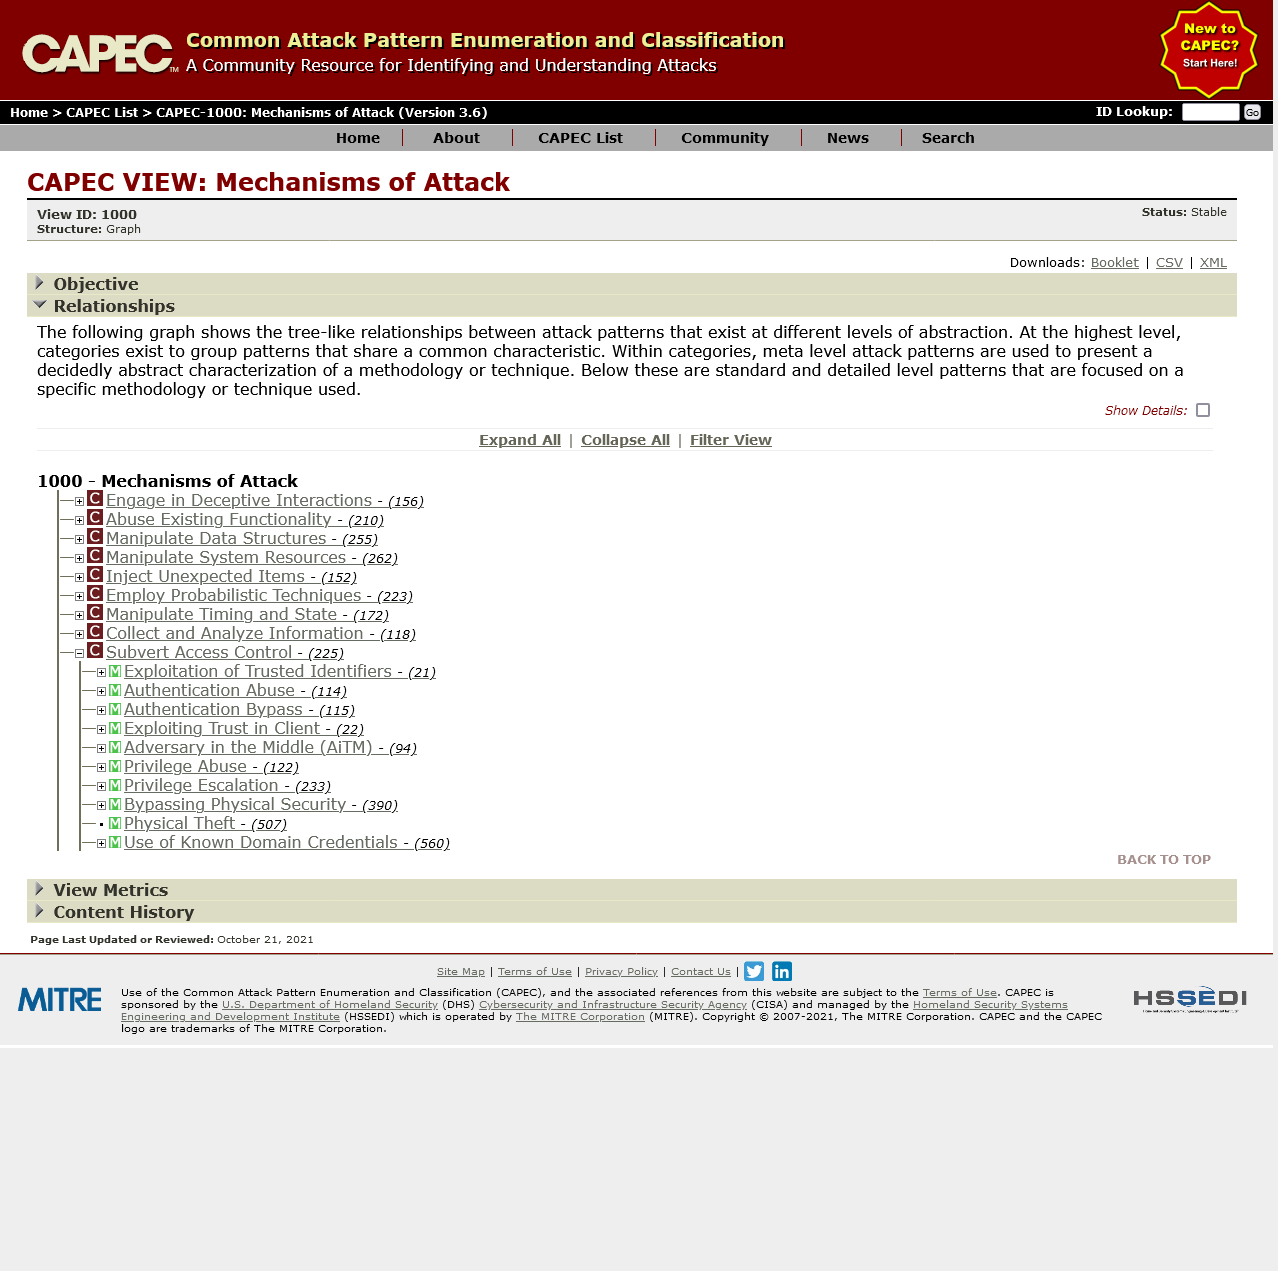 CAPEC™
Common Attack Pattern Enumeration and Classification
A Community Resource for Identifying and Understanding Attacks
New to
CAPEC?
Start Here!
Home > CAPEC List > CAPEC-1000: Mechanisms of Attack (Version 3.6)
ID Lookup: Go
Home About CAPEC List Community News Search
CAPEC VIEW: Mechanisms of Attack
View ID: 1000
Structure: Graph
Status: Stable
Downloads: Booklet | CSV | XML
Objective
Relationships
The following graph shows the tree-like relationships between attack patterns that exist at different levels of abstraction. At the highest level,
categories exist to group patterns that share a common characteristic. Within categories, meta level attack patterns are used to present a
decidedly abstract characterization of a methodology or technique. Below these are standard and detailed level patterns that are focused on a
specific methodology or technique used.
Show Details:
Expand All | Collapse All | Filter View
1000 - Mechanisms of Attack
C Engage in Deceptive Interactions - (156)
C Abuse Existing Functionality - (210)
C Manipulate Data Structures - (255)
C Manipulate System Resources - (262)
C Inject Unexpected Items - (152)
C Employ Probabilistic Techniques - (223)
C Manipulate Timing and State - (172)
C Collect and Analyze Information - (118)
C Subvert Access Control - (225)
M Exploitation of Trusted Identifiers - (21)
M Authentication Abuse - (114)
M Authentication Bypass - (115)
M Exploiting Trust in Client - (22)
M Adversary in the Middle (AiTM) - (94)
M Privilege Abuse - (122)
M Privilege Escalation - (233)
M Bypassing Physical Security - (390)
M Physical Theft - (507)
M Use of Known Domain Credentials - (560)
BACK TO TOP
View Metrics
Content History
Page Last Updated or Reviewed: October 21, 2021
Site Map | Terms of Use | Privacy Policy | Contact Us |
MITRE
Use of the Common Attack Pattern Enumeration and Classification (CAPEC), and the associated references from this website are subject to the Terms of Use. CAPEC is
sponsored by the U.S. Department of Homeland Security (DHS) Cybersecurity and Infrastructure Security Agency (CISA) and managed by the Homeland Security Systems
Engineering and Development Institute (HSSEDI) which is operated by The MITRE Corporation (MITRE). Copyright © 2007-2021, The MITRE Corporation. CAPEC and the CAPEC
logo are trademarks of The MITRE Corporation.
HSSEDI